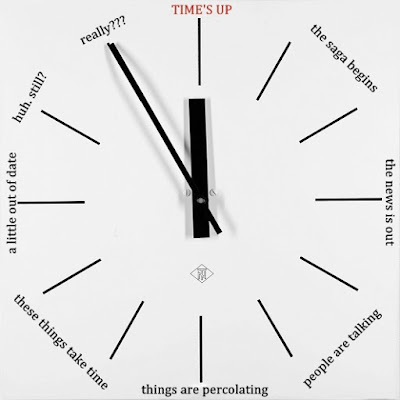 TIME'S UP
the saga begins
the news is out
people are talking
things are percolating
these things take time
a little out of date
huh. still?
really???